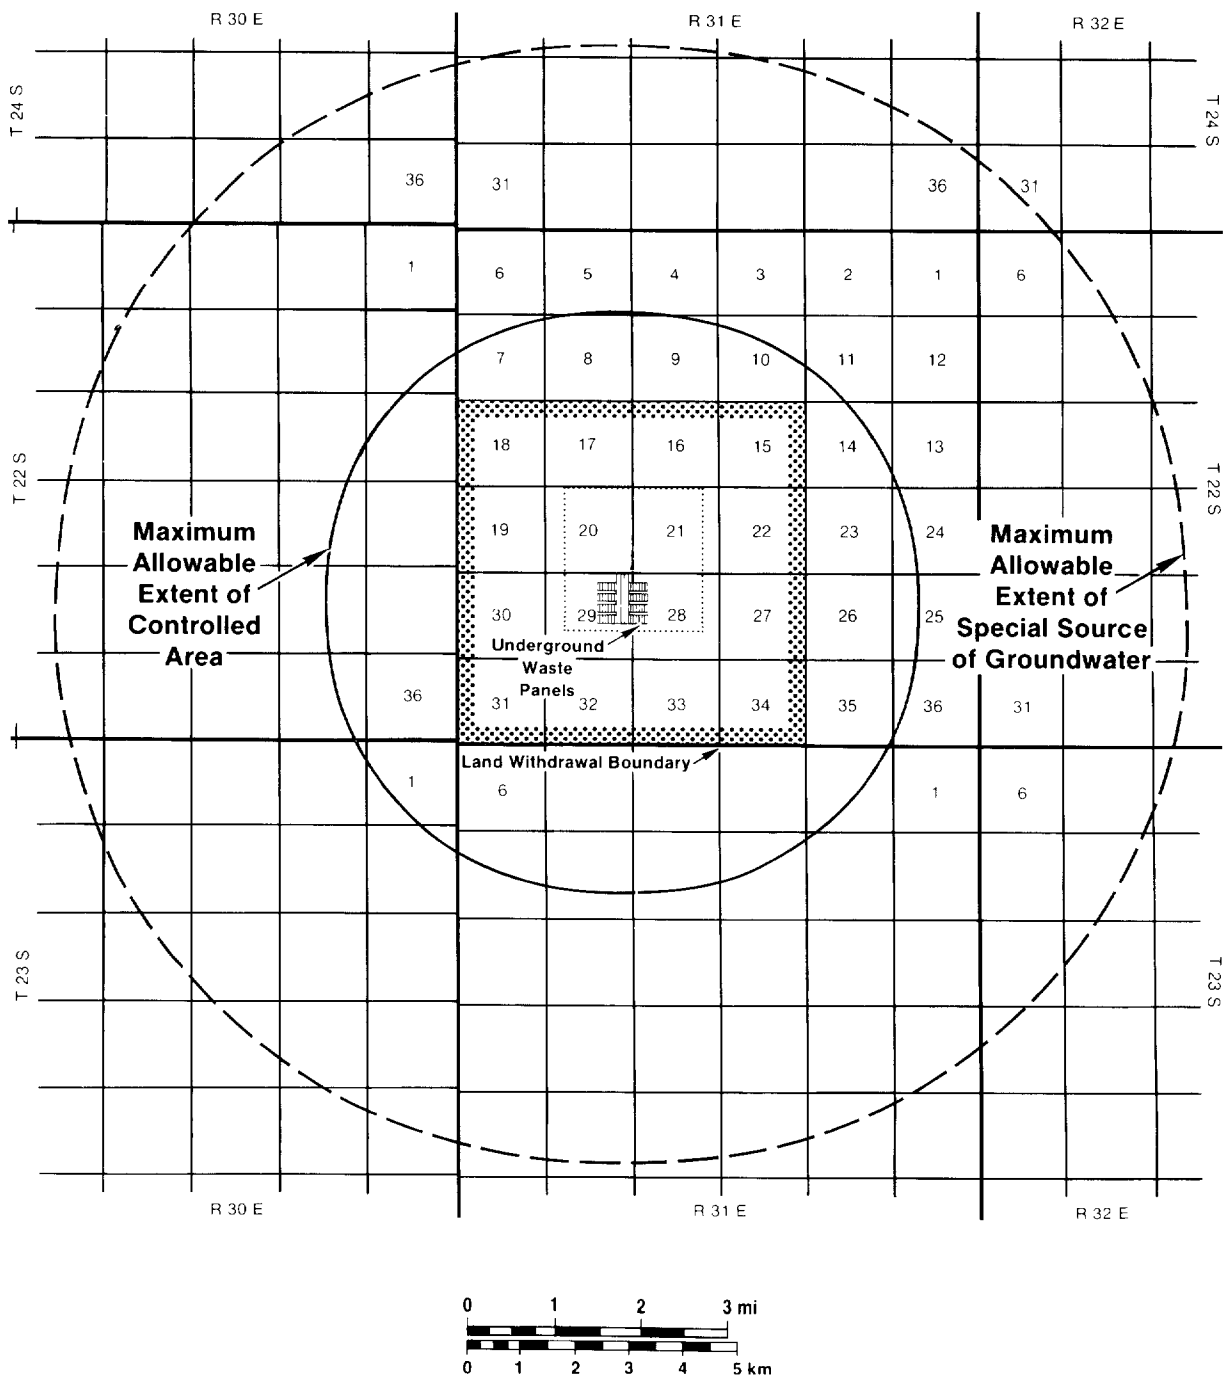 R 30 E
R 31 E
R 32 E
T 24 S
T 24 S
36
31
36
31
1
6
5
4
3
2
1
6
7
8
9
10
11
12
18
17
16
15
14
13
T 22 S
T 22 S
19
20
21
22
23
24
Maximum
Allowable
Extent of
Controlled
Area
Maximum
Allowable
Extent of
Special Source
of Groundwater
30
29
28
27
26
25
Underground
Waste
Panels
36
31
32
33
34
35
36
31
Land Withdrawal Boundary
1
6
1
6
T 23 S
T 23 S
R 30 E
R 31 E
R 32 E
0 1 2 3 mi
0 1 2 3 4 5 km